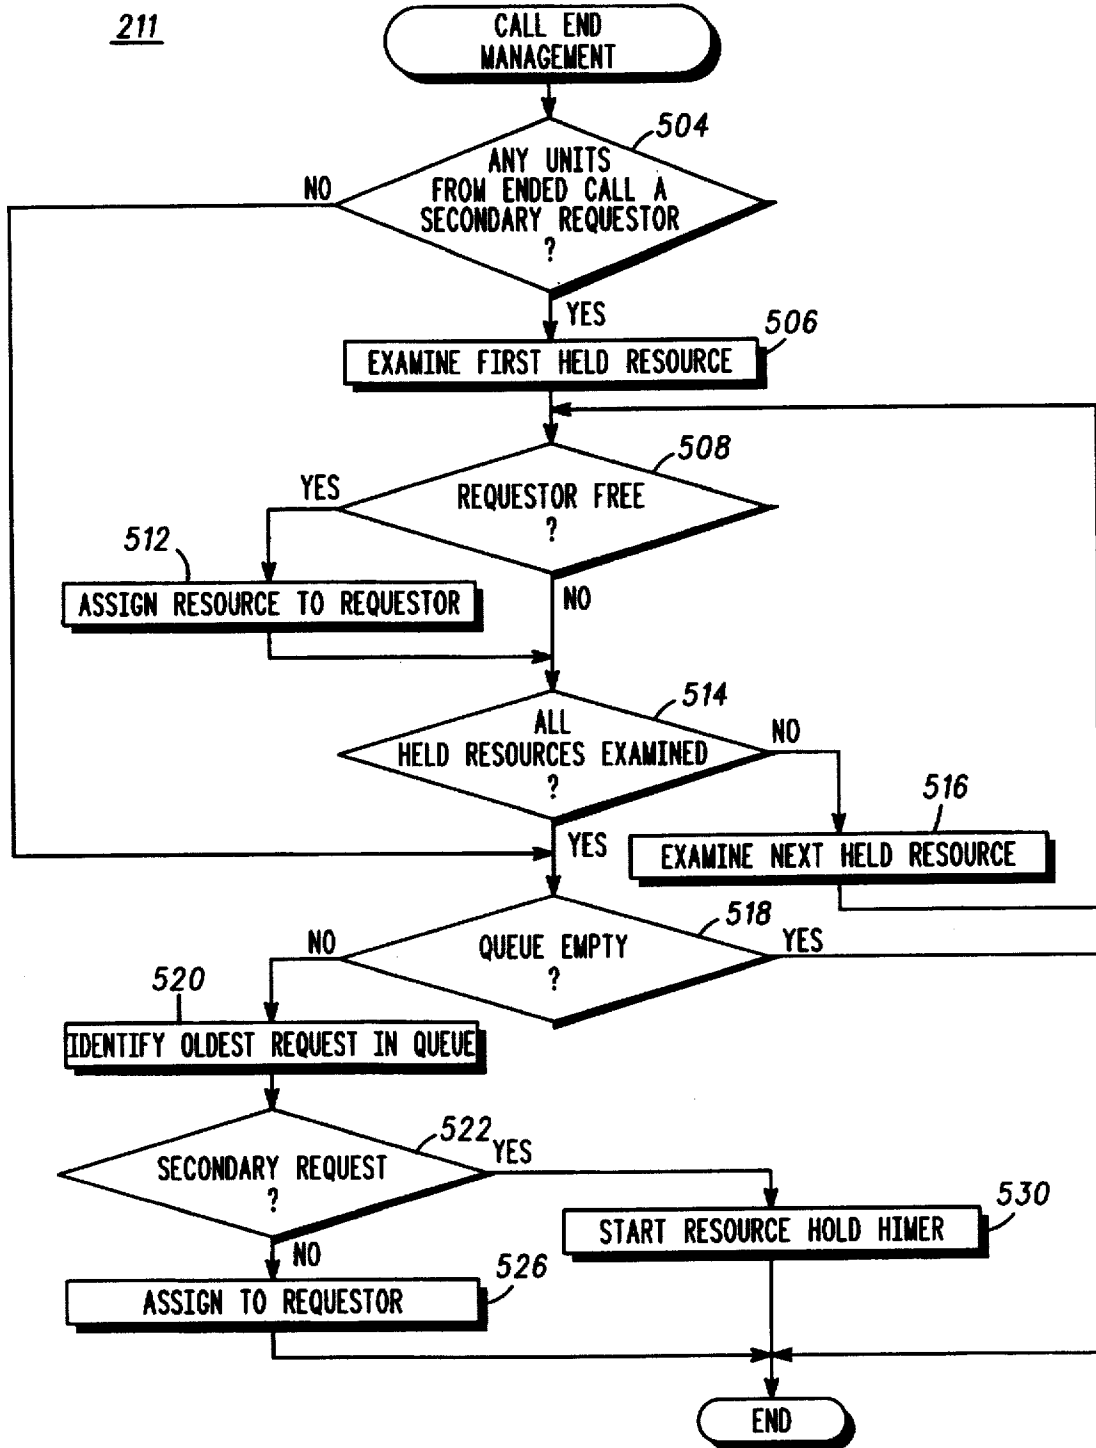 211
CALL END
MANAGEMENT
504
ANY UNITS
FROM ENDED CALL A
SECONDARY REQUESTOR
?
NO
YES
506
EXAMINE FIRST HELD RESOURCE
508
REQUESTOR FREE
?
YES
NO
512
ASSIGN RESOURCE TO REQUESTOR
514
ALL
HELD RESOURCES EXAMINED
?
NO
YES
516
EXAMINE NEXT HELD RESOURCE
518
QUEUE EMPTY
?
NO
YES
520
IDENTIFY OLDEST REQUEST IN QUEUE
522
SECONDARY REQUEST
?
YES
NO
530
START RESOURCE HOLD HIMER
526
ASSIGN TO REQUESTOR
END